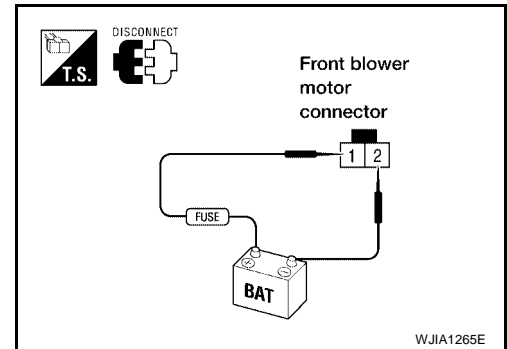 DISCONNECT
T.S.
Front blower
motor
connector
1 2
FUSE
+ −
BAT
WJIA1265E